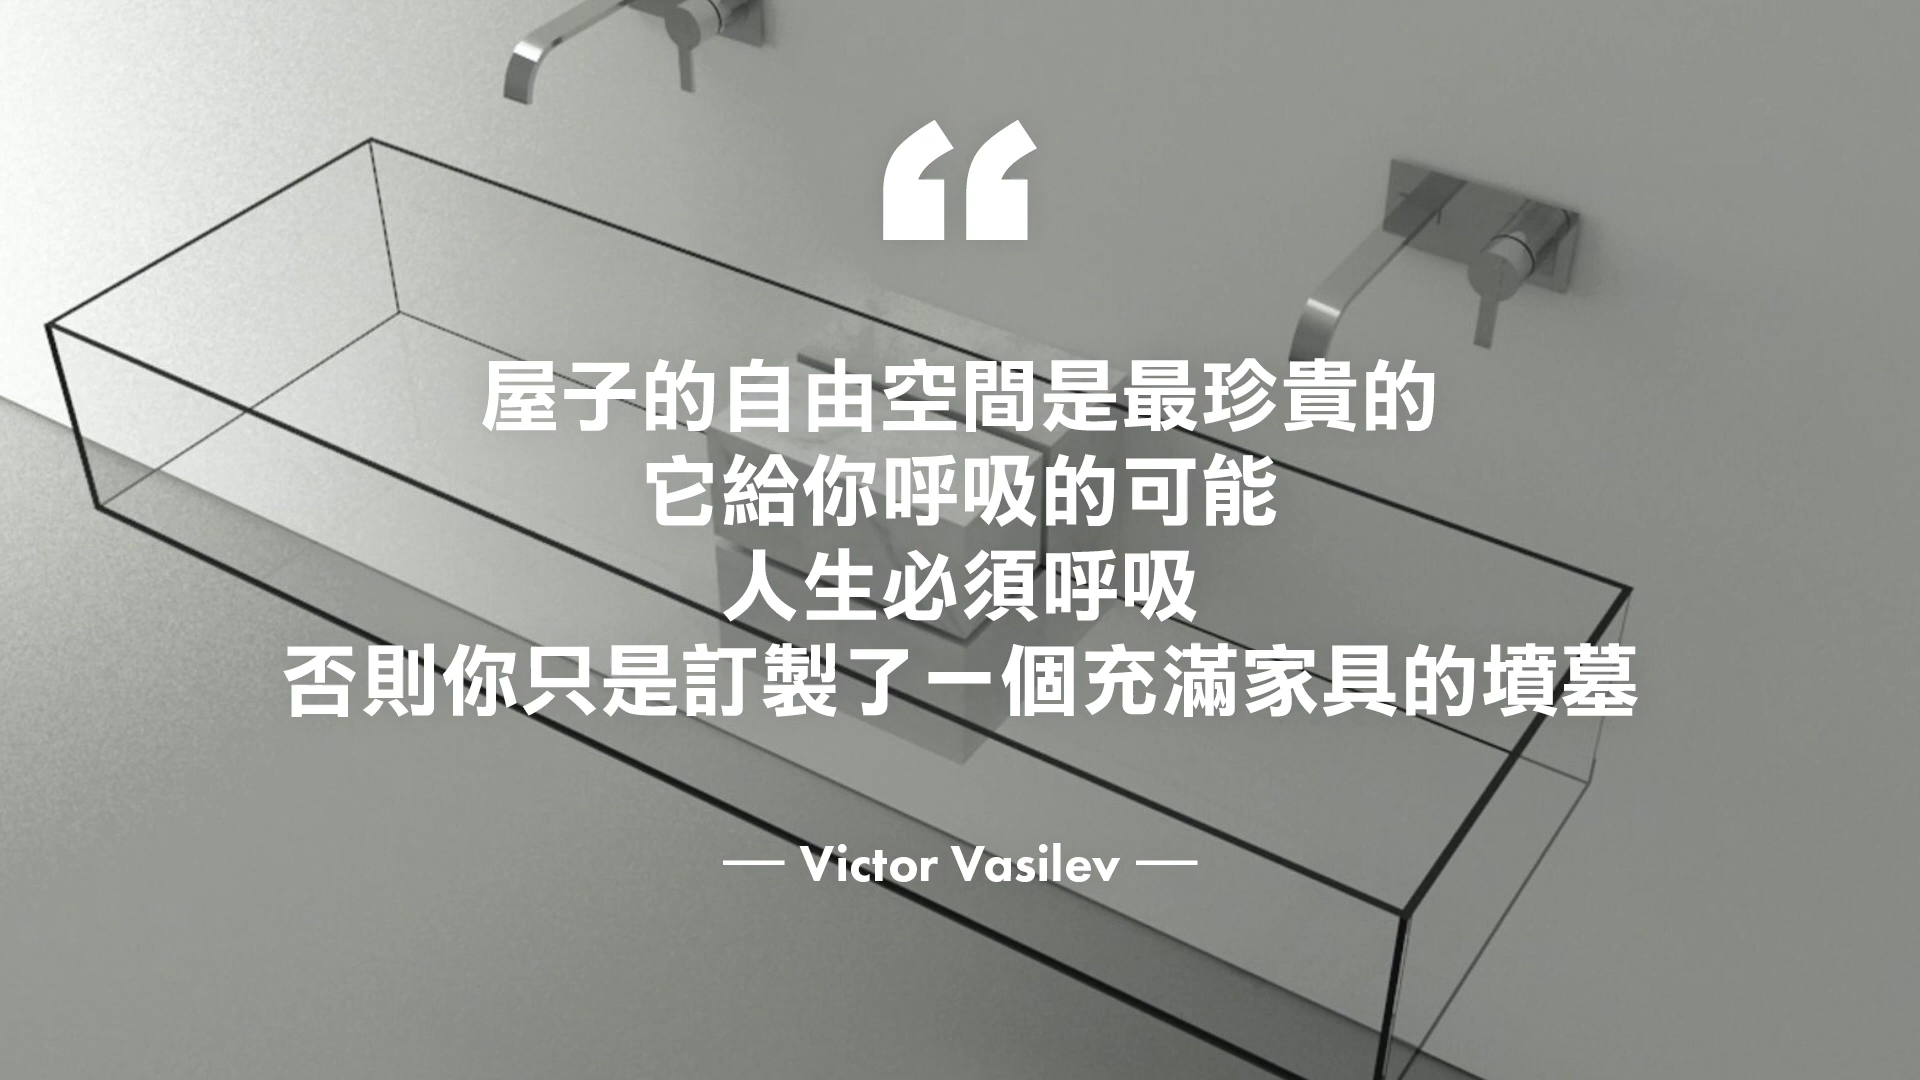 “
屋子的自由空間是最珍貴的
它給你呼吸的可能
人生必須呼吸
否則你只是訂製了一個充滿家具的墳墓
— Victor Vasilev —